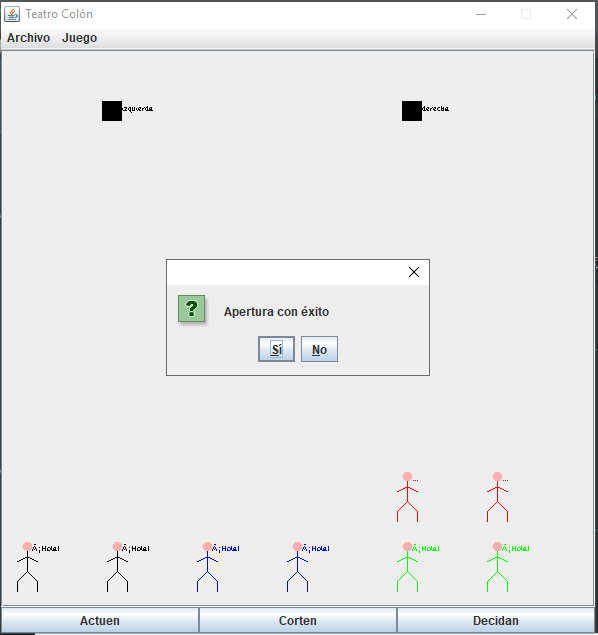 Teatro Colón
Archivo Juego
izquierda derecha
Apertura con éxito
? Sí No
... ...
Â¡Hola! Â¡Hola! Â¡Hola! Â¡Hola! Â¡Hola! Â¡Hola!
Actuen Corten Decidan